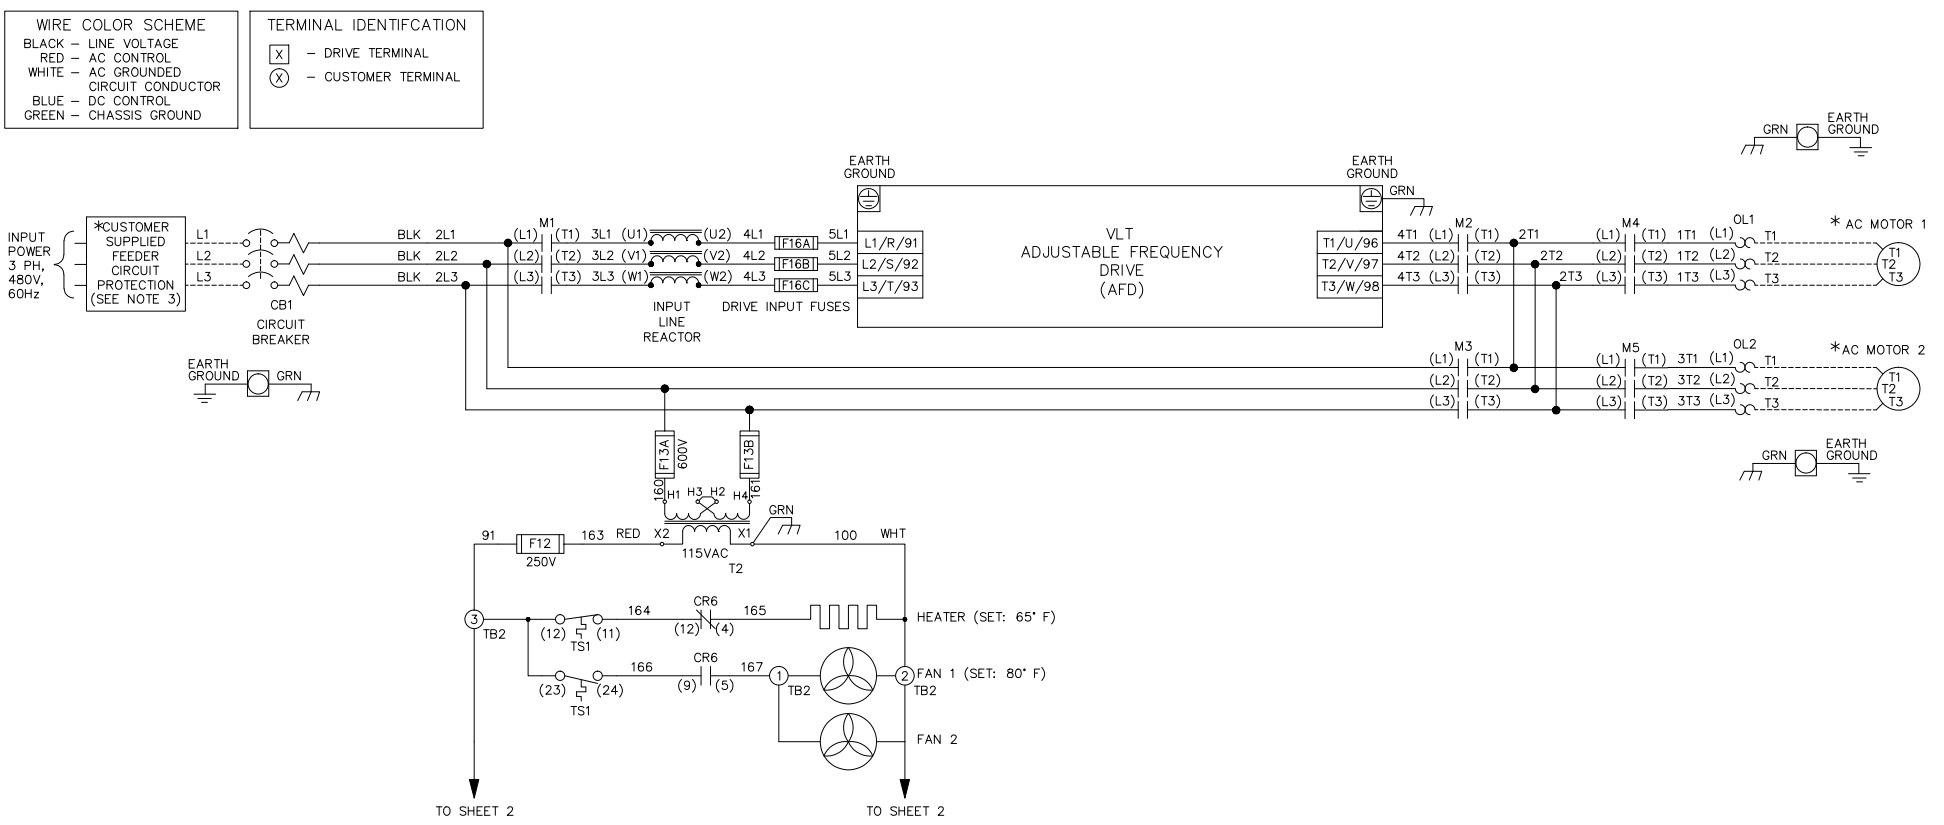 WIRE COLOR SCHEME
BLACK – LINE VOLTAGE
RED – AC CONTROL
WHITE – AC GROUNDED
CIRCUIT CONDUCTOR
BLUE – DC CONTROL
GREEN – CHASSIS GROUND
TERMINAL IDENTIFCATION
X – DRIVE TERMINAL
X – CUSTOMER TERMINAL
GRN EARTH
GROUND
EARTH
GROUND
EARTH
GROUND
GRN
INPUT
POWER
3 PH,
480V,
60Hz
*CUSTOMER
SUPPLIED
FEEDER
CIRCUIT
PROTECTION
(SEE NOTE 3)
L1
L2
L3
CB1
CIRCUIT
BREAKER
BLK 2L1
BLK 2L2
BLK 2L3
M1
(L1) (T1) 3L1 (U1) (U2) 4L1 F16A 5L1 L1/R/91
(L2) (T2) 3L2 (V1) (V2) 4L2 F16B 5L2 L2/S/92
(L3) (T3) 3L3 (W1) (W2) 4L3 F16C 5L3 L3/T/93
INPUT
LINE
REACTOR
DRIVE INPUT FUSES
VLT
ADJUSTABLE FREQUENCY
DRIVE
(AFD)
M2 M4 OL1 * AC MOTOR 1
T1/U/96 4T1 (L1) (T1) 2T1 (L1) (T1) 1T1 (L1) T1
T2/V/97 4T2 (L2) (T2) 2T2 (L2) (T2) 1T2 (L2) T2
T3/W/98 4T3 (L3) (T3) 2T3 (L3) (T3) 1T3 (L3) T3
T1
T2
T3
M3 M5 OL2 *AC MOTOR 2
(L1) (T1) (L1) (T1) 3T1 (L1) T1
(L2) (T2) (L2) (T2) 3T2 (L2) T2
(L3) (T3) (L3) (T3) 3T3 (L3) T3
T1
T2
T3
EARTH
GROUND GRN
GRN EARTH
GROUND
F13A
600V
F13B
160
161
H1 H3 H2 H4
GRN
91 F12 163 RED X2 X1 100 WHT
250V
115VAC
T2
3
TB2
(12) (11)
TS1
164
CR6
(12) (4)
165
HEATER (SET: 65° F)
(23) (24)
TS1
166
CR6
(9) (5)
167
1
TB2
2
TB2
FAN 1 (SET: 80° F)
FAN 2
TO SHEET 2
TO SHEET 2